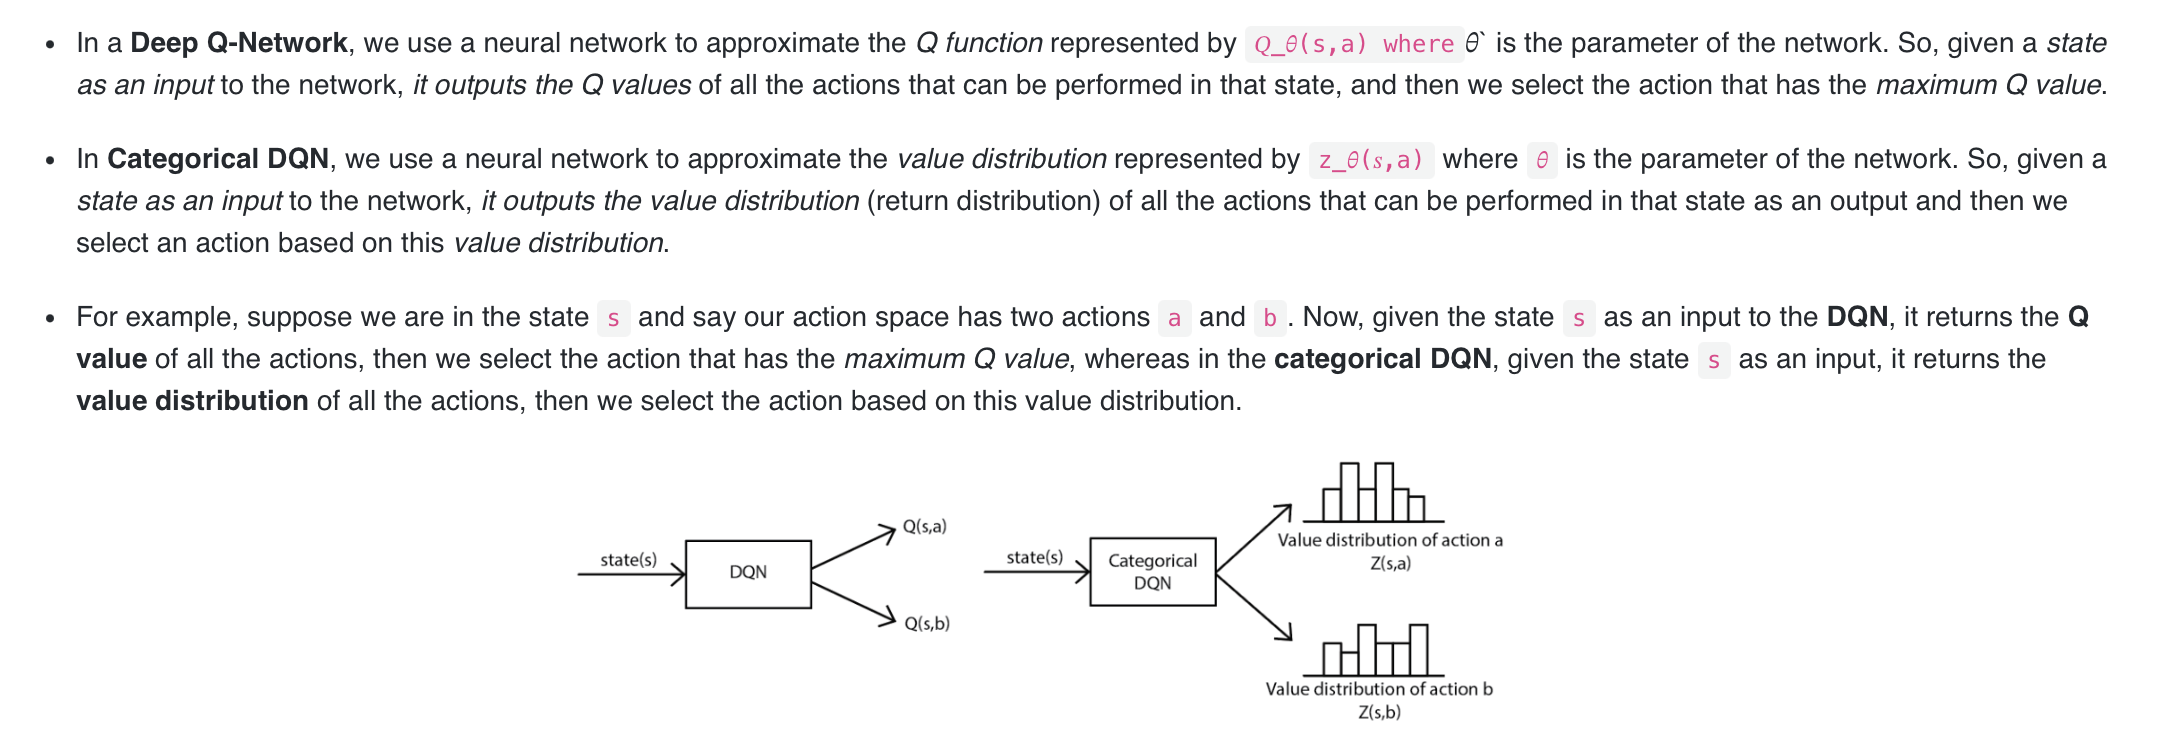 • In a Deep Q-Network, we use a neural network to approximate the Q function represented by Q_θ(s,a) where θ` is the parameter of the network. So, given a state
as an input to the network, it outputs the Q values of all the actions that can be performed in that state, and then we select the action that has the maximum Q value.
• In Categorical DQN, we use a neural network to approximate the value distribution represented by z_θ(s,a) where θ is the parameter of the network. So, given a
state as an input to the network, it outputs the value distribution (return distribution) of all the actions that can be performed in that state as an output and then we
select an action based on this value distribution.
• For example, suppose we are in the state s and say our action space has two actions a and b. Now, given the state s as an input to the DQN, it returns the Q
value of all the actions, then we select the action that has the maximum Q value, whereas in the categorical DQN, given the state s as an input, it returns the
value distribution of all the actions, then we select the action based on this value distribution.
state(s)
DQN
Q(s,a)
Q(s,b)
state(s)
Categorical
DQN
Value distribution of action a
Z(s,a)
Value distribution of action b
Z(s,b)